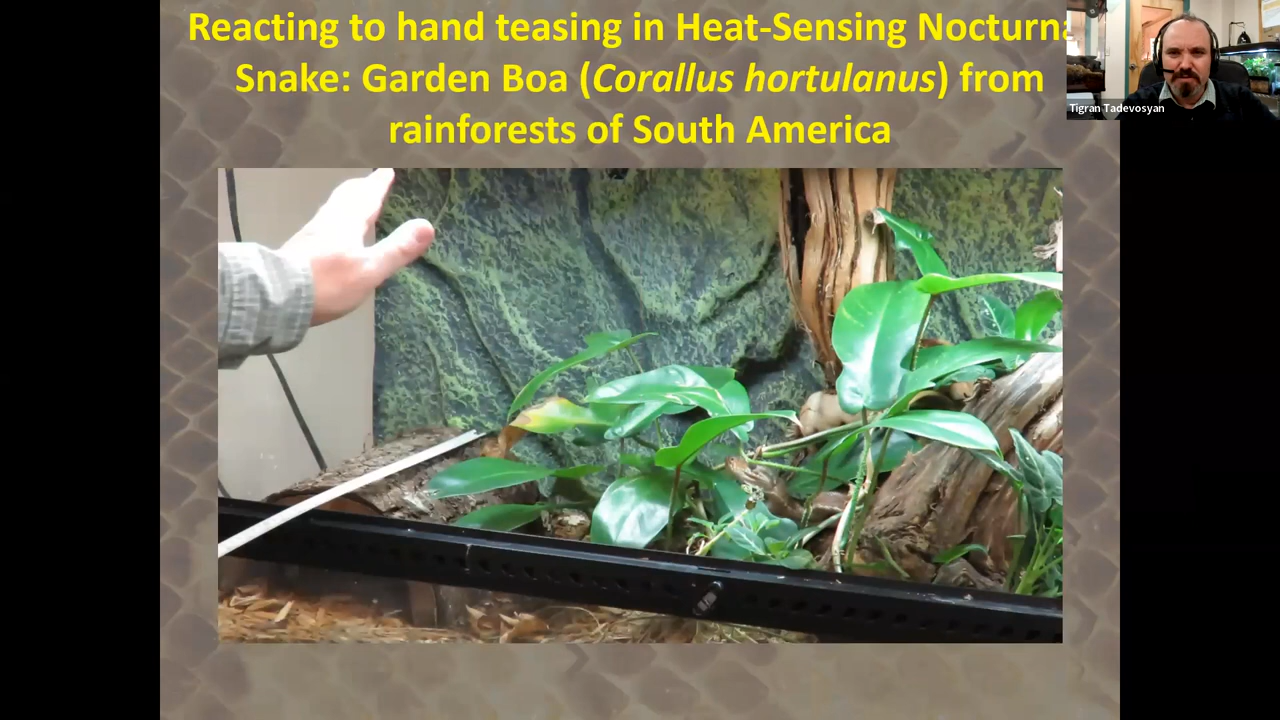 Reacting to hand teasing in Heat-Sensing Nocturna
Snake: Garden Boa (Corallus hortulanus) from
rainforests of South America
Tigran Tadevosyan